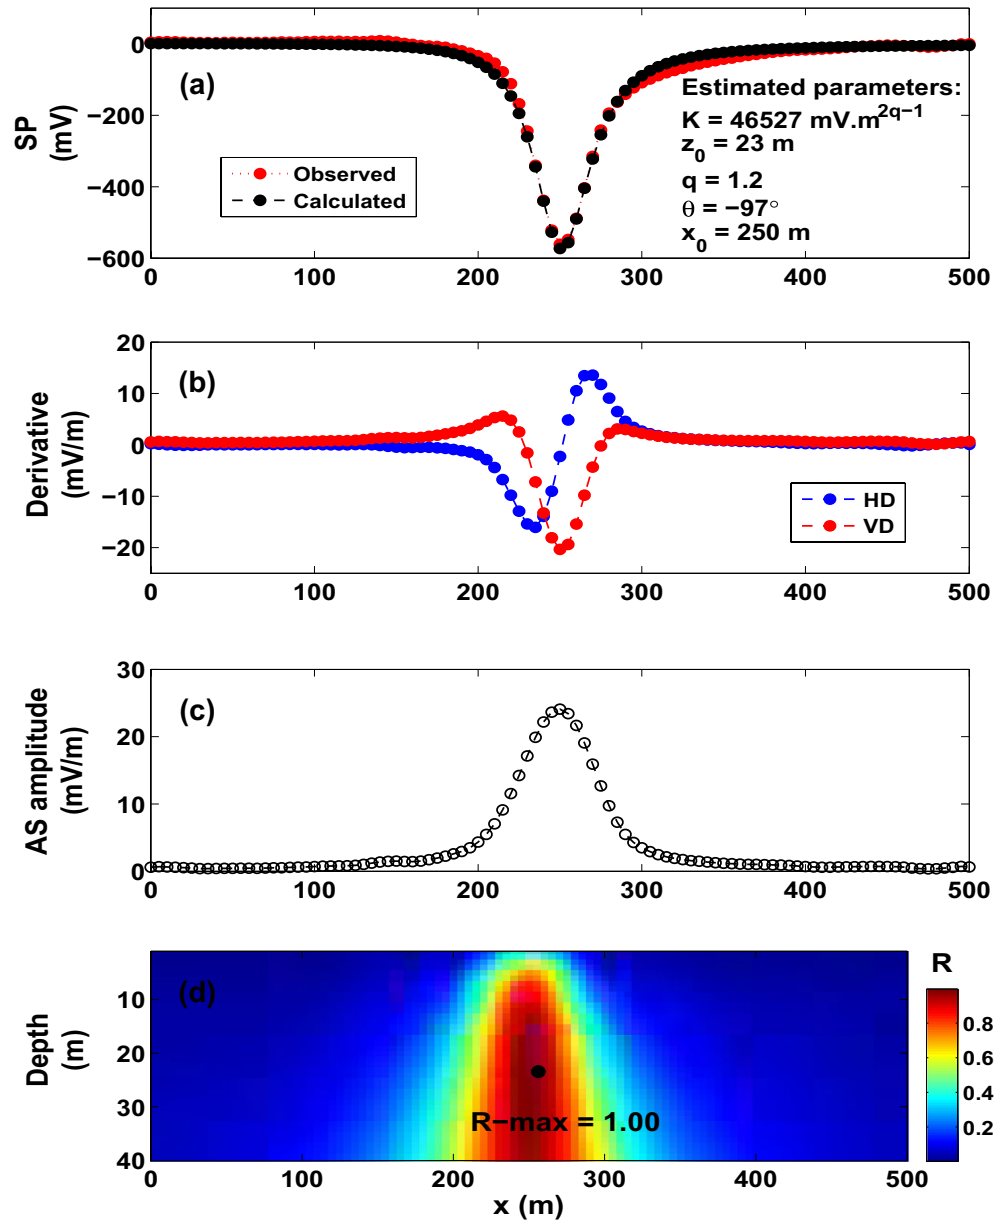 0
−200
−400
−600
SP
(mV)
(a)
Observed
Calculated
Estimated parameters:
K = 46527 mV.m^2q−1
z_0 = 23 m
q = 1.2
θ = −97°
x_0 = 250 m
0 100 200 300 400 500
20
10
0
−10
−20
Derivative
(mV/m)
(b)
HD
VD
0 100 200 300 400 500
30
20
10
0
AS amplitude
(mV/m)
(c)
0 100 200 300 400 500
10
20
30
40
Depth
(m)
(d)
R−max = 1.00
R
0.8
0.6
0.4
0.2
0 100 200 300 400 500
x (m)